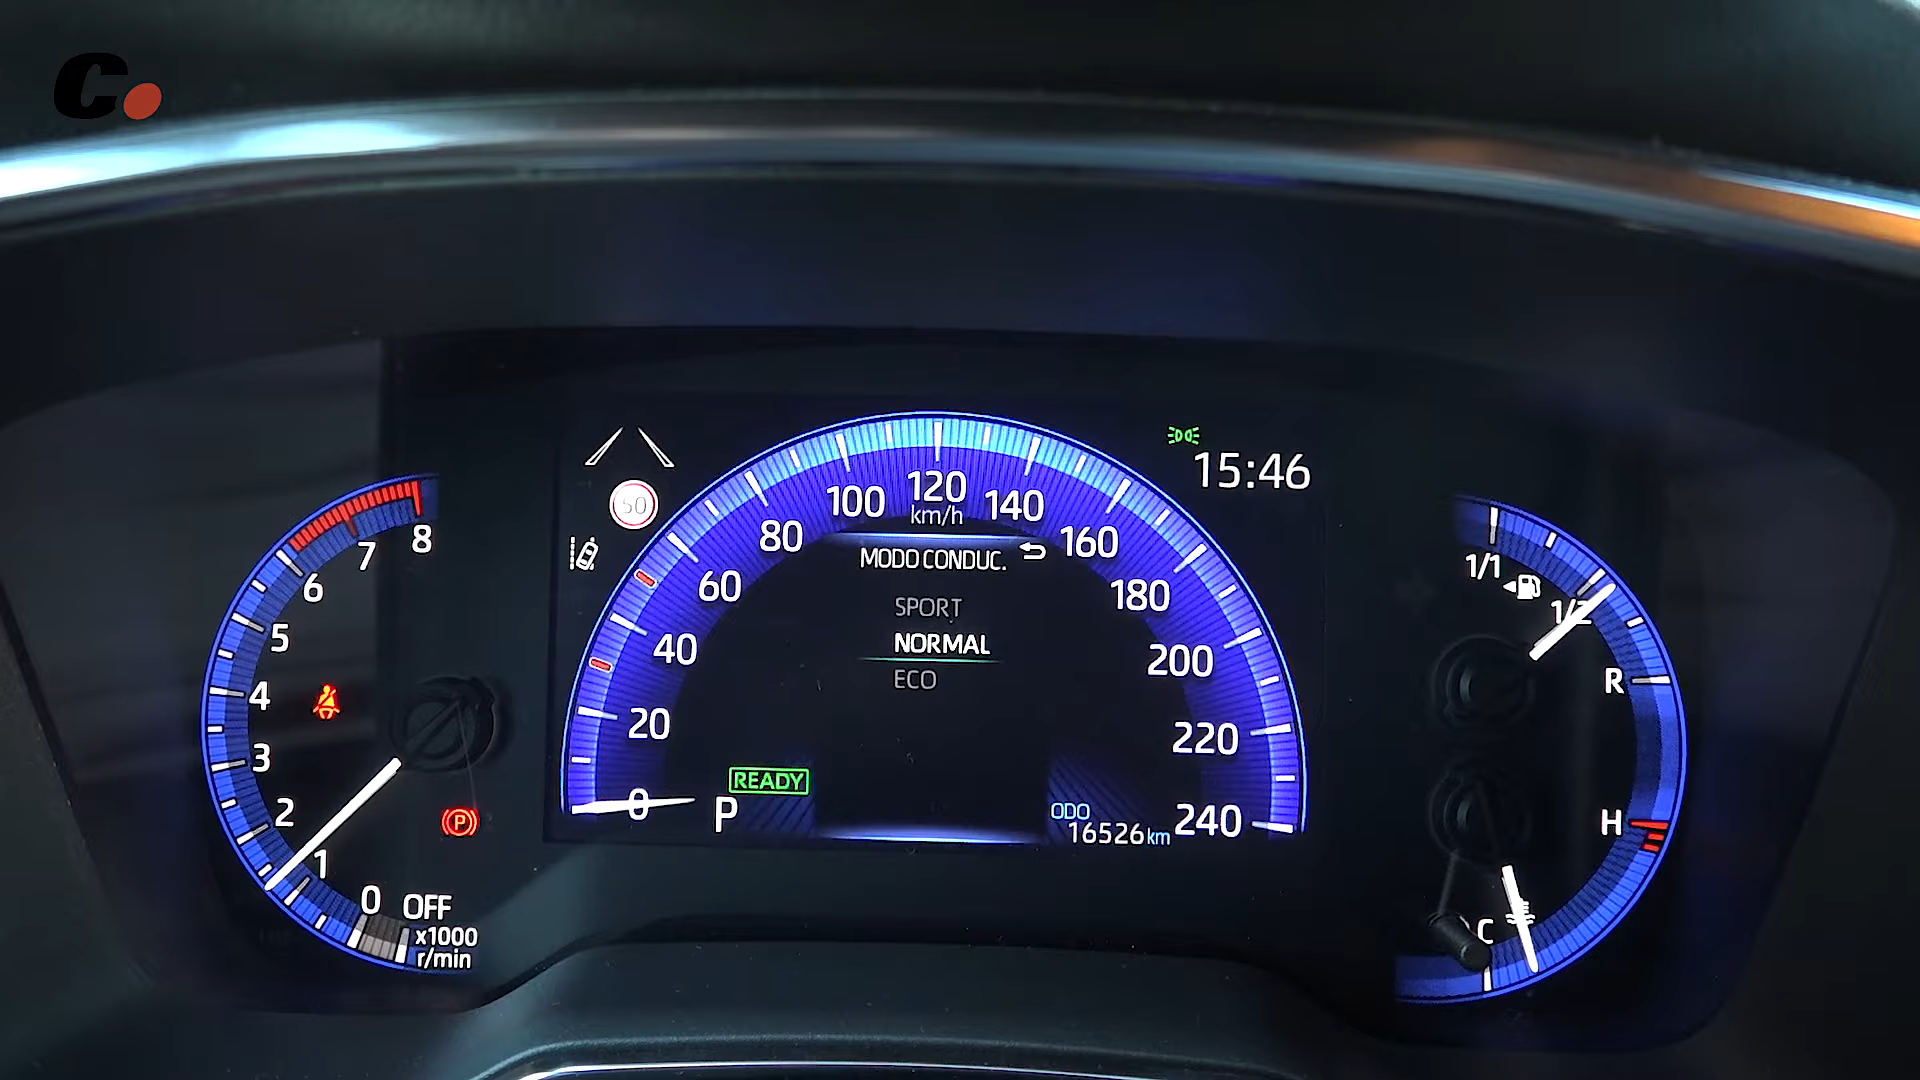 C.
8
7
6
5
4
3
2
1
0 OFF
x1000
r/min
50
0
20
40
60
80
100
120
140
160
180
200
220
240
km/h
MODO CONDUC.
SPORT
NORMAL
ECO
READY
P
ODO
16526 km
15:46
1/1
1/2
R
H
C
P